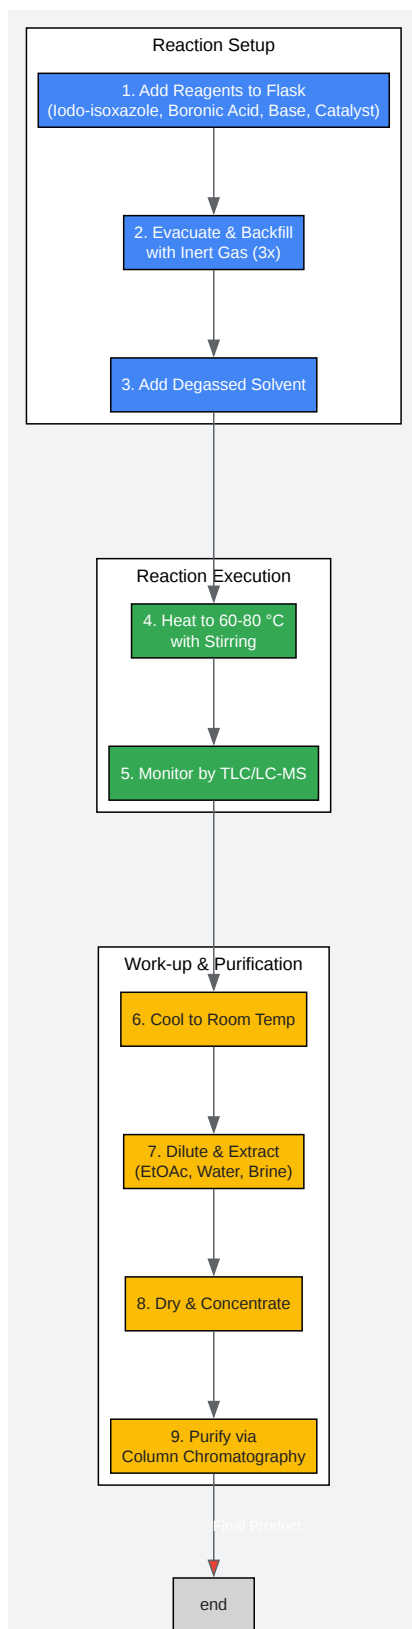 Reaction Setup
1. Add Reagents to Flask
(Iodo-isoxazole, Boronic Acid, Base, Catalyst)
2. Evacuate & Backfill
with Inert Gas (3x)
3. Add Degassed Solvent
Reaction Execution
4. Heat to 60-80 °C
with Stirring
5. Monitor by TLC/LC-MS
Work-up & Purification
6. Cool to Room Temp
7. Dilute & Extract
(EtOAc, Water, Brine)
8. Dry & Concentrate
9. Purify via
Column Chromatography
Final Product
end